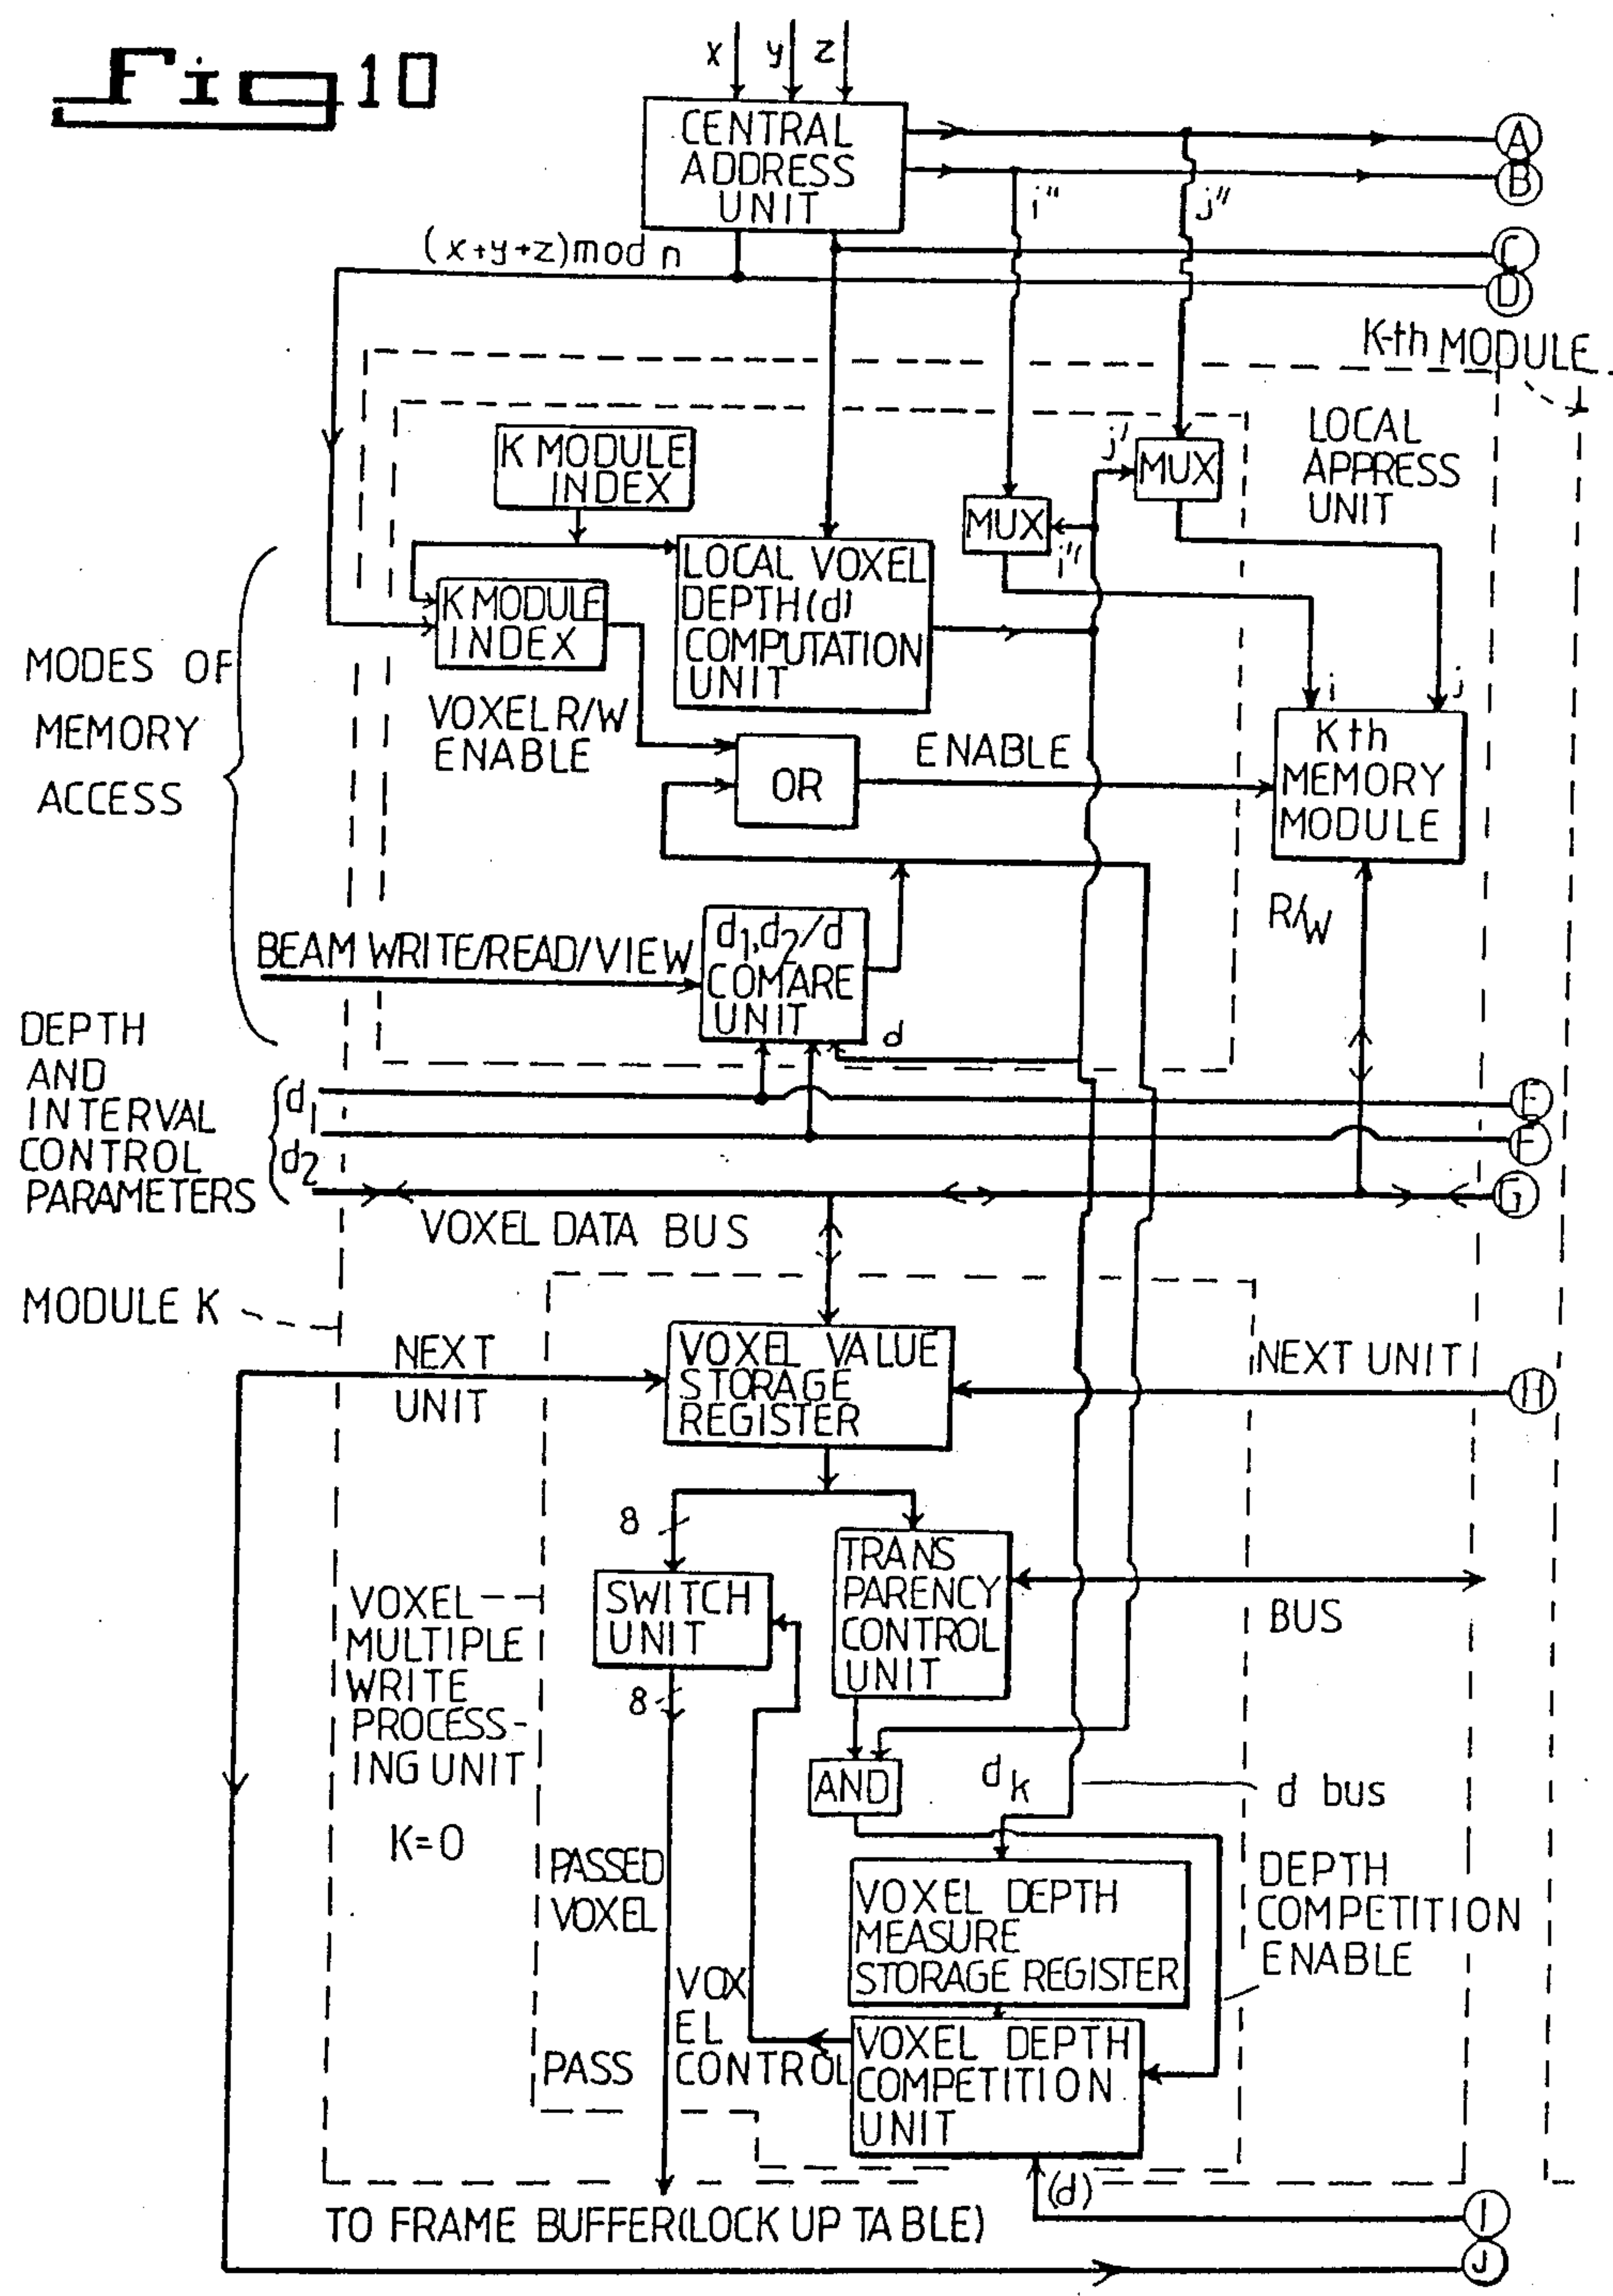 Fig 10
x y z
CENTRAL
ADDRESS
UNIT
A
B
i"
j"
(x+y+z)mod n
C
D
K-th MODULE
K MODULE
INDEX
j'
MUX
LOCAL
APPRESS
UNIT
MUX
i"
LOCAL VOXEL
DEPTH(d)
COMPUTATION
UNIT
K MODULE
INDEX
MODES OF
MEMORY
ACCESS
VOXEL R/W
ENABLE
OR
ENABLE
i
j
Kth
MEMORY
MODULE
R/W
BEAM WRITE/READ/VIEW
d1,d2/d
COMARE
UNIT
d
DEPTH
AND
INTERVAL
CONTROL
PARAMETERS
d1
d2
E
F
G
VOXEL DATA BUS
MODULE K
NEXT
UNIT
VOXEL VALUE
STORAGE
REGISTER
NEXT UNIT
H
8
SWITCH
UNIT
8
TRANS
PARENCY
CONTROL
UNIT
BUS
VOXEL
MULTIPLE
WRITE
PROCESS-
ING UNIT
K=0
AND
dk
d bus
PASSED
VOXEL
VOXEL DEPTH
MEASURE
STORAGE REGISTER
DEPTH
COMPETITION
ENABLE
PASS
VOX
EL
CONTROL
VOXEL DEPTH
COMPETITION
UNIT
(d)
I
TO FRAME BUFFER(LOCK UP TABLE)
J